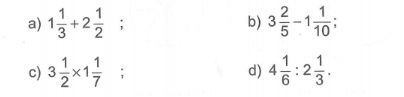 a) 1 1/3 + 2 1/2 ; b) 3 2/5 − 1 1/10;
c) 3 1/2 × 1 1/7 ; d) 4 1/6 : 2 1/3.